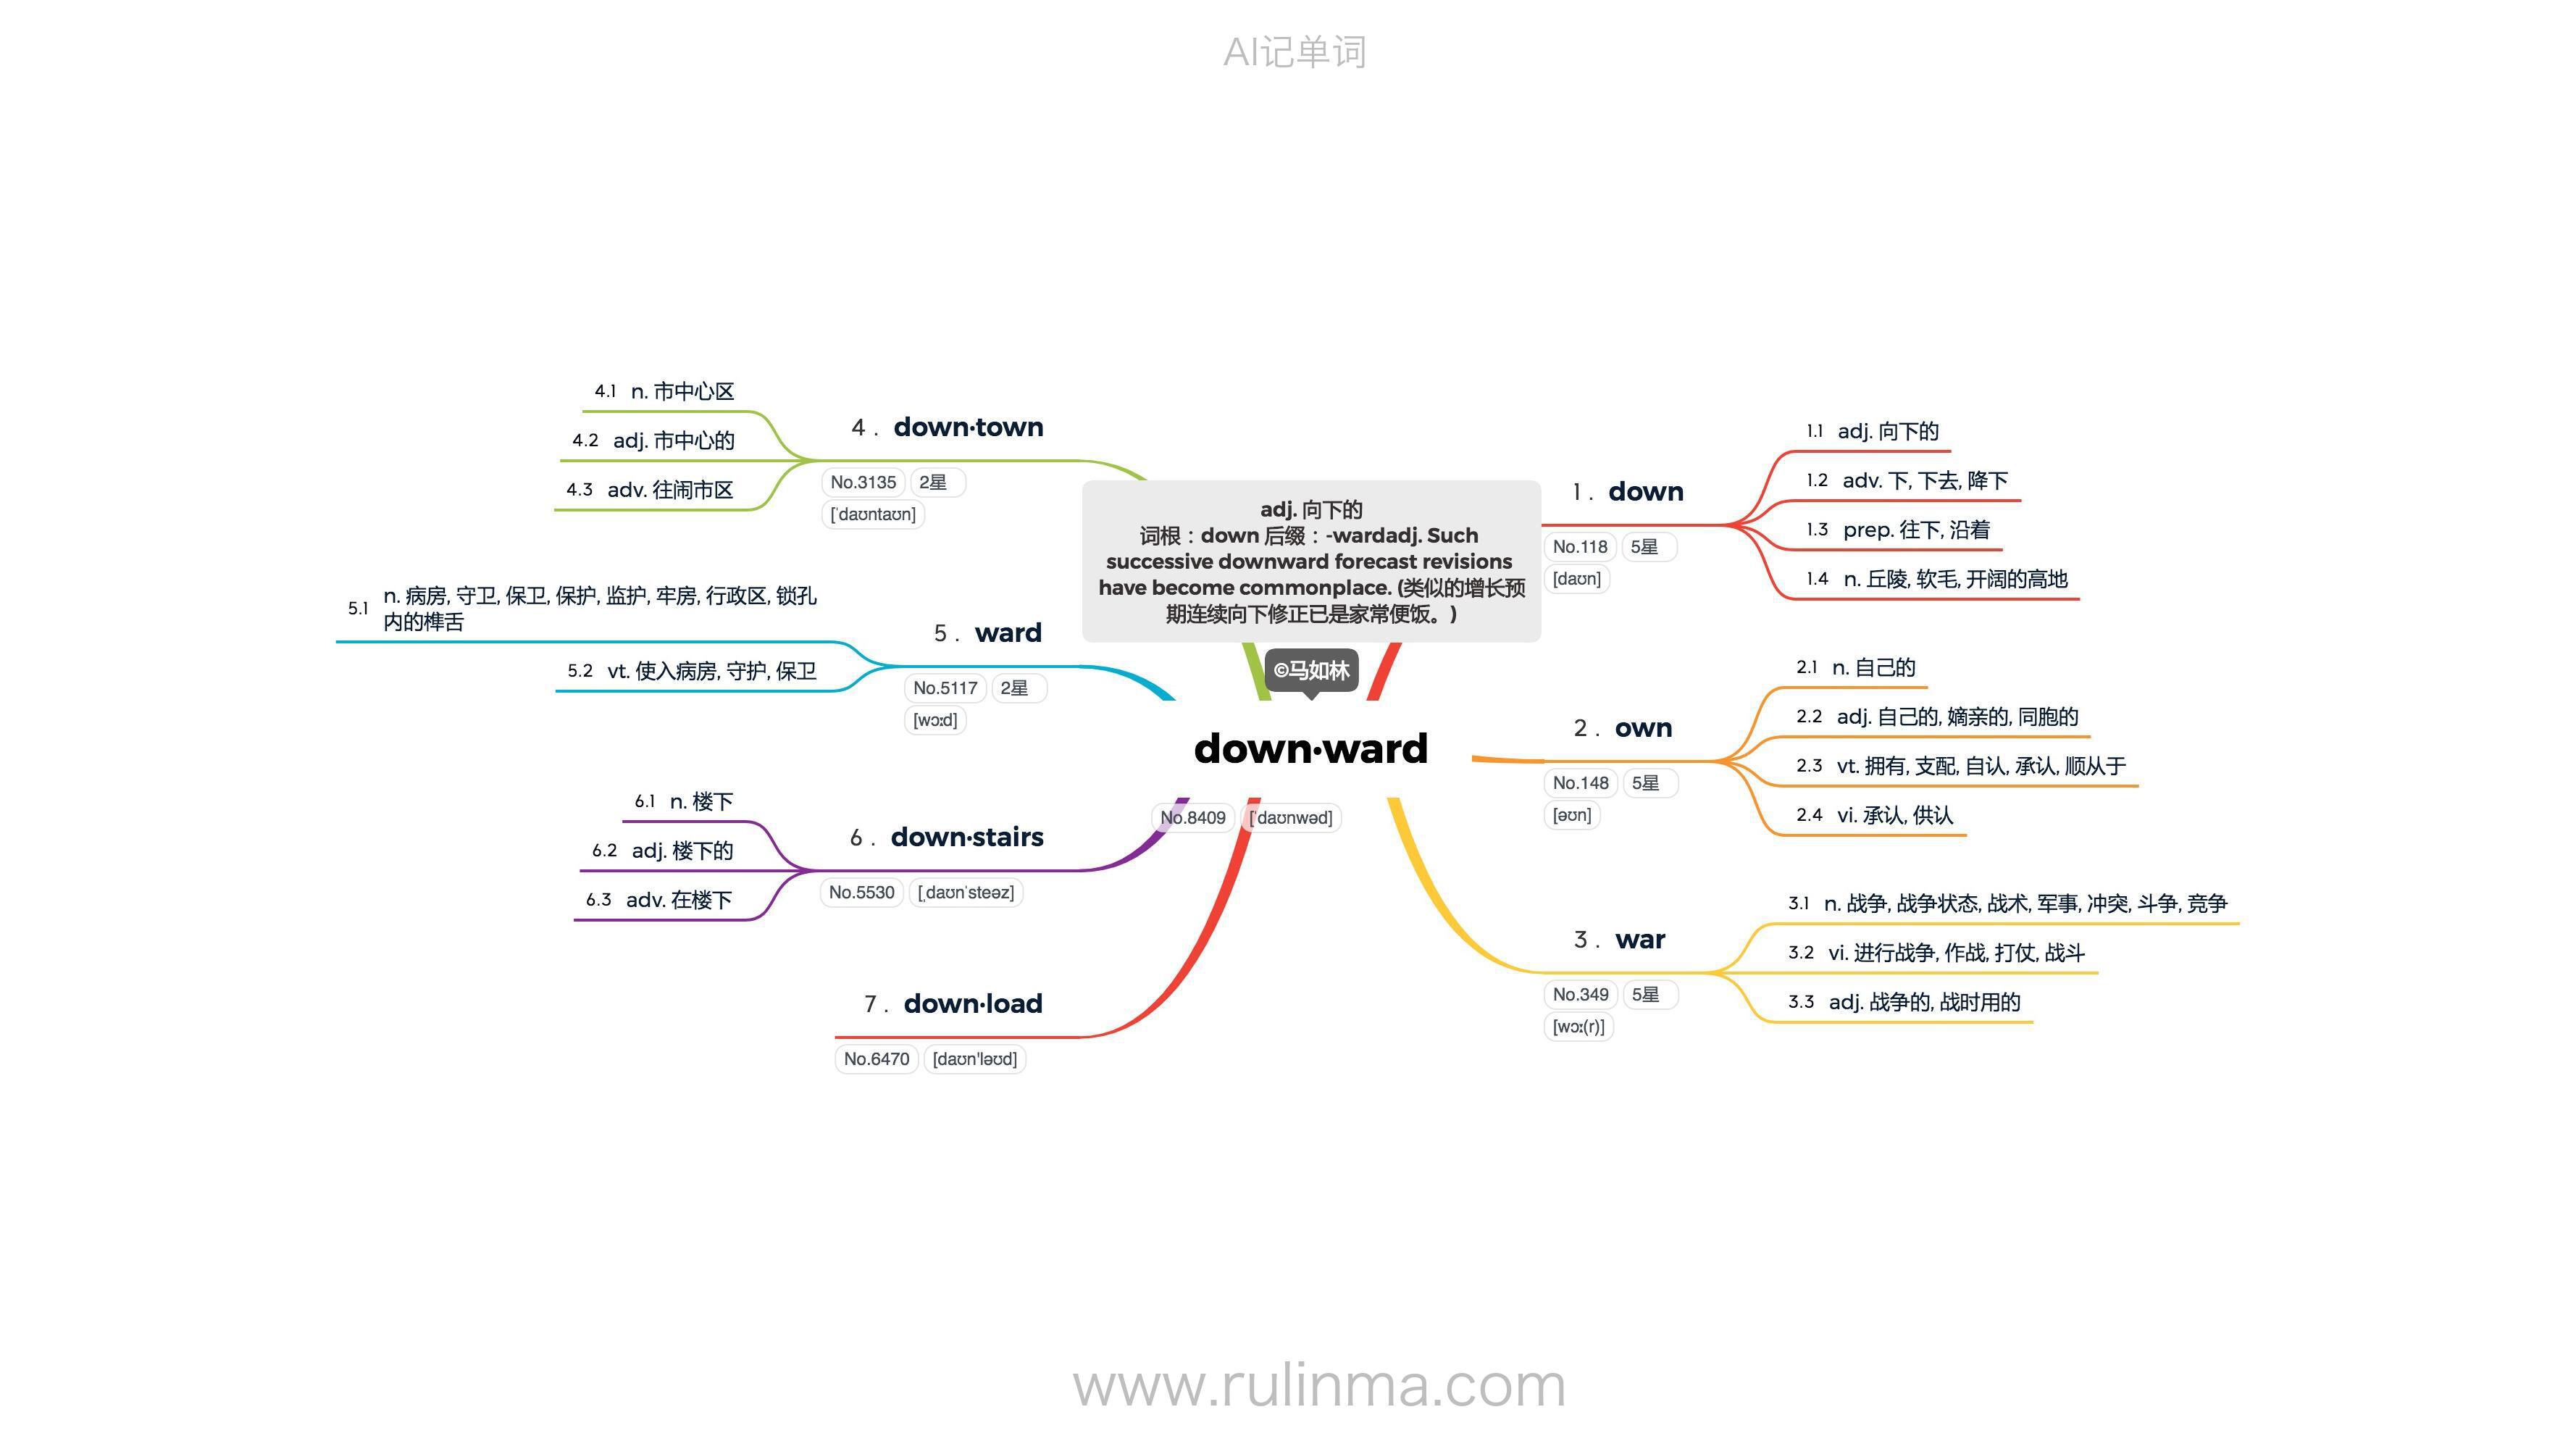 AI记单词
adj. 向下的
词根：down 后缀：-wardadj. Such
successive downward forecast revisions
have become commonplace. (类似的增长预
期连续向下修正已是家常便饭。)
©马如林
down·ward
No.8409 [ˈdaʊnwəd]
1 . down
No.118 5星
[daʊn]
1.1 adj. 向下的
1.2 adv. 下, 下去, 降下
1.3 prep. 往下, 沿着
1.4 n. 丘陵, 软毛, 开阔的高地
2 . own
No.148 5星
[əʊn]
2.1 n. 自己的
2.2 adj. 自己的, 嫡亲的, 同胞的
2.3 vt. 拥有, 支配, 自认, 承认, 顺从于
2.4 vi. 承认, 供认
3 . war
No.349 5星
[wɔː(r)]
3.1 n. 战争, 战争状态, 战术, 军事, 冲突, 斗争, 竞争
3.2 vi. 进行战争, 作战, 打仗, 战斗
3.3 adj. 战争的, 战时用的
4 . down·town
No.3135 2星
[ˈdaʊntaʊn]
4.1 n. 市中心区
4.2 adj. 市中心的
4.3 adv. 往闹市区
5 . ward
No.5117 2星
[wɔːd]
5.1 n. 病房, 守卫, 保卫, 保护, 监护, 牢房, 行政区, 锁孔
内的榫舌
5.2 vt. 使入病房, 守护, 保卫
6 . down·stairs
No.5530 [ˌdaʊnˈsteəz]
6.1 n. 楼下
6.2 adj. 楼下的
6.3 adv. 在楼下
7 . down·load
No.6470 [daʊn'ləʊd]
www.rulinma.com